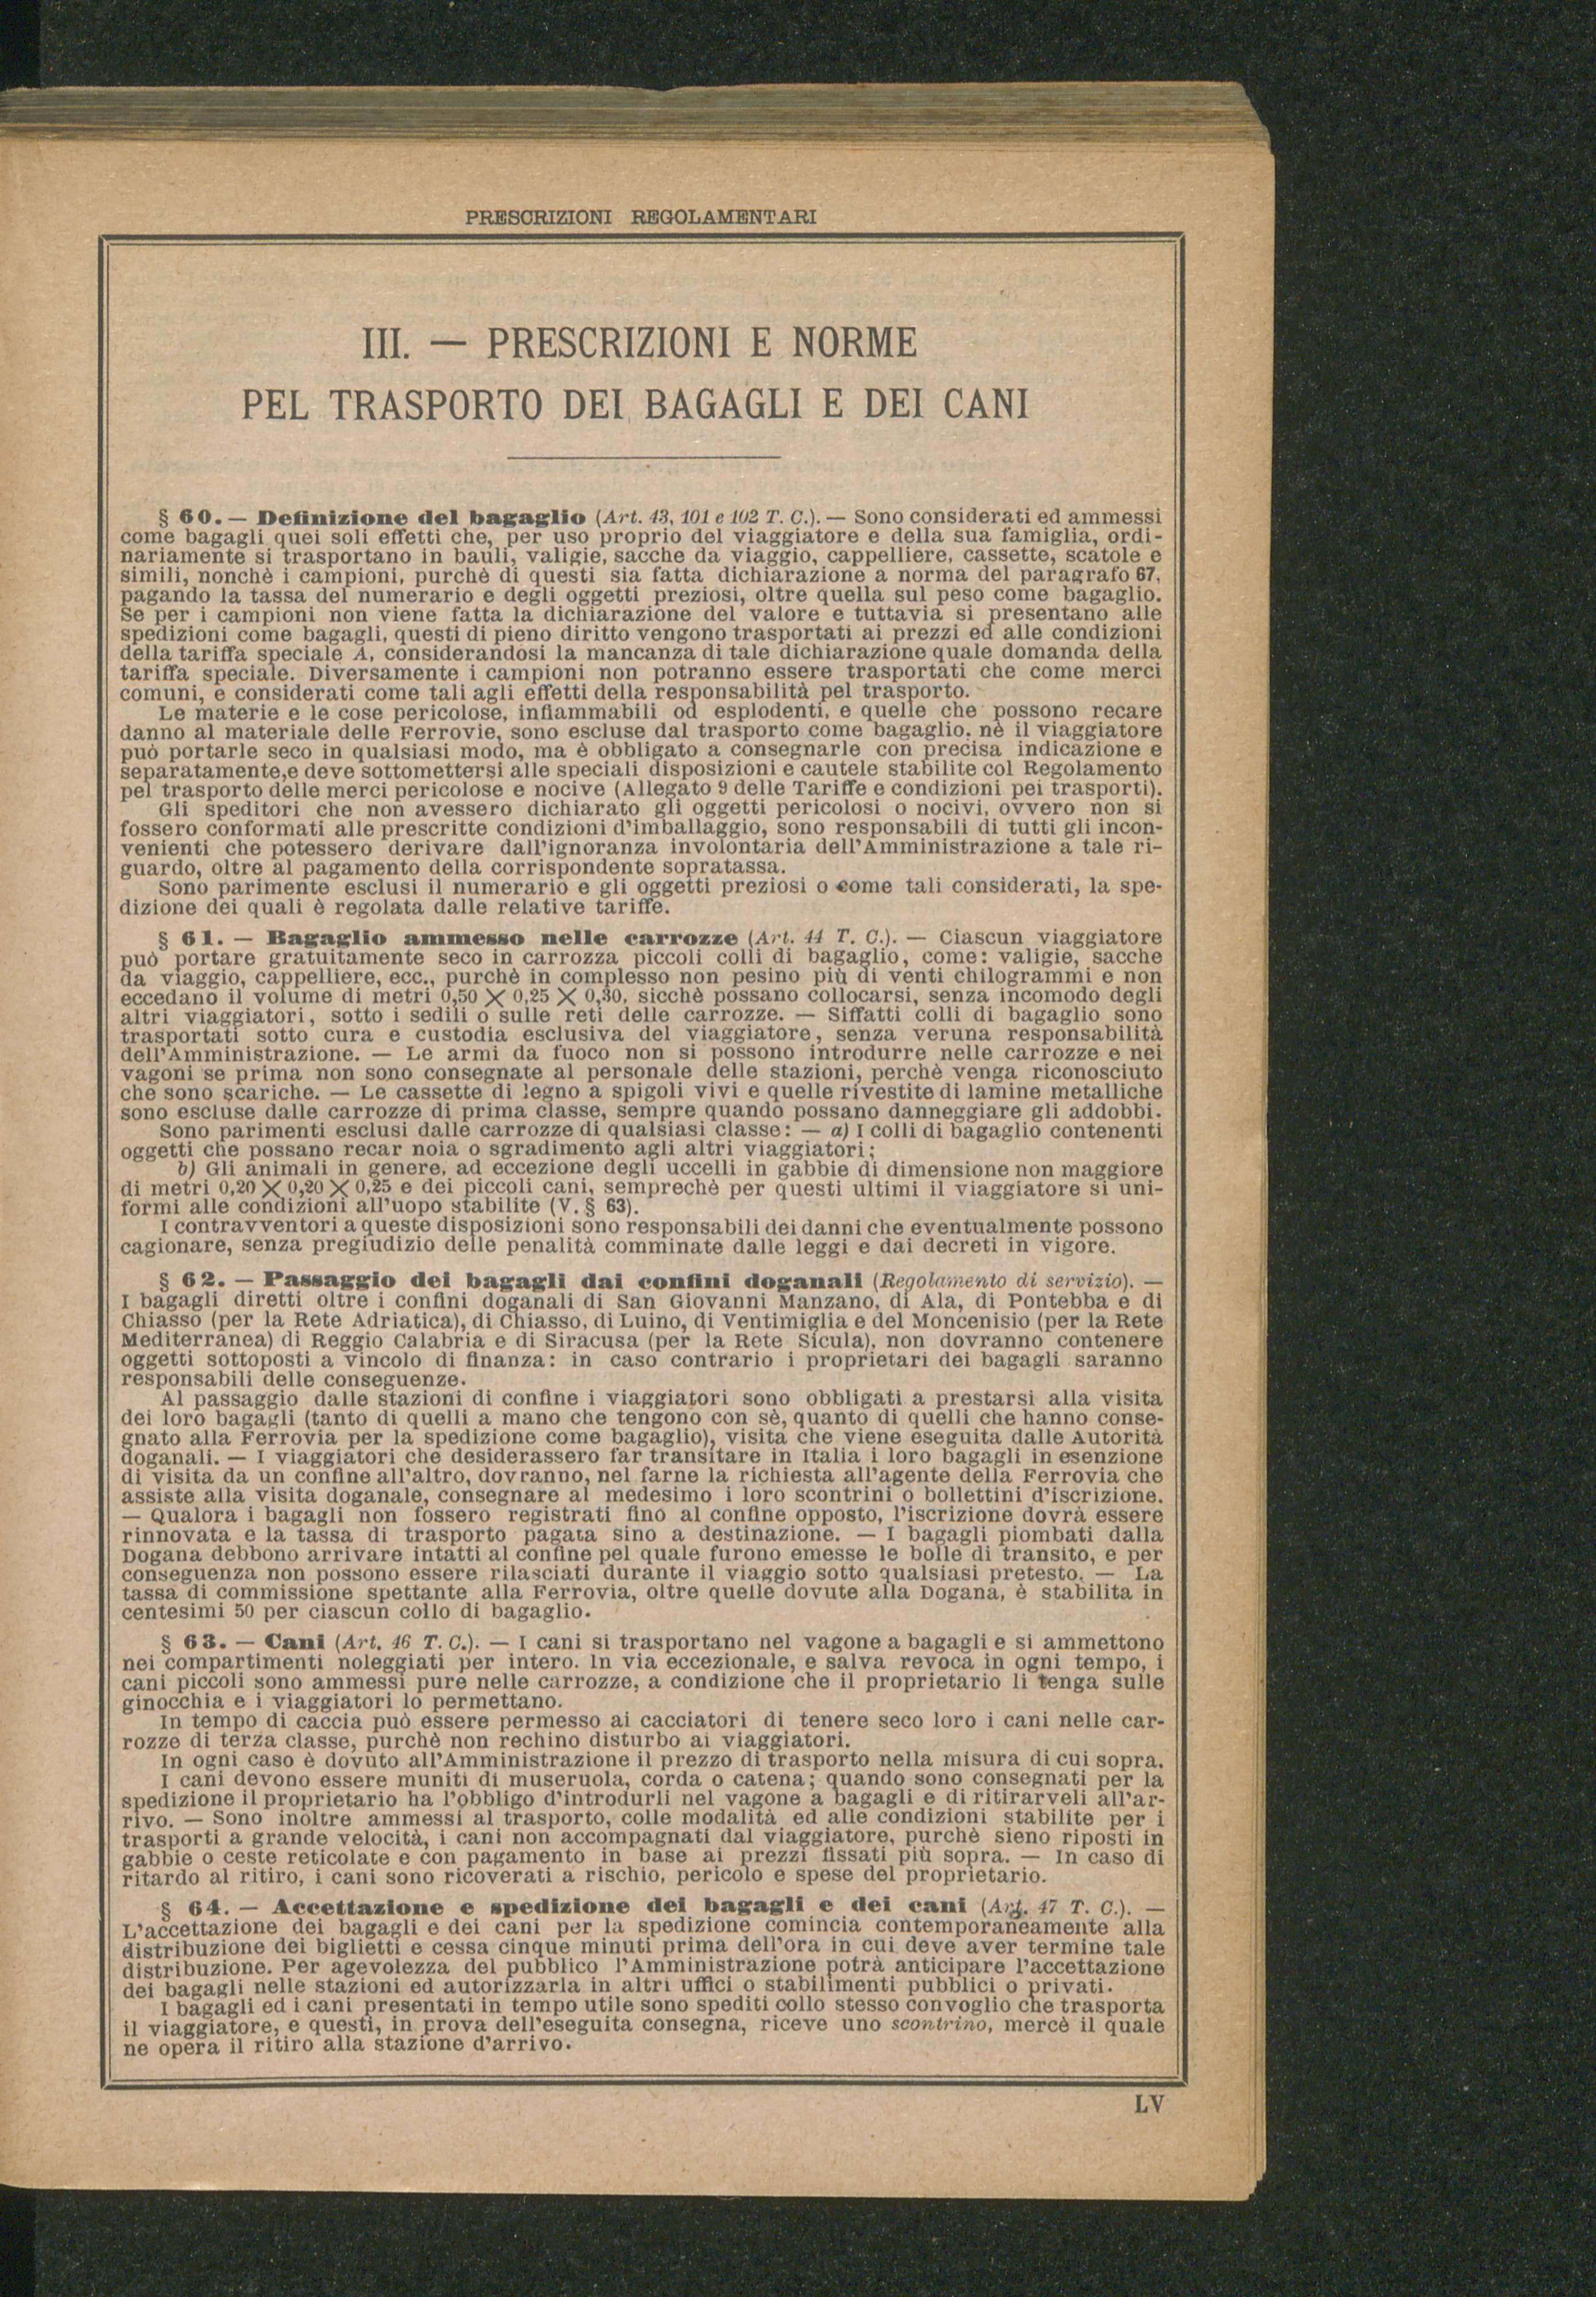 PRESCRIZIONI REGOLAMENTARI
III. — PRESCRIZIONI E NORME
PEL TRASPORTO DEI BAGAGLI E DEI CANI
§ 60. — Definizione del bagaglio (Art. 43, 101 e 102 T. C.). — Sono considerati ed ammessi
come bagagli quei soli effetti che, per uso proprio del viaggiatore e della sua famiglia, ordi-
nariamente si trasportano in bauli, valigie, sacche da viaggio, cappelliere, cassette, scatole e
simili, nonchè i campioni, purchè di questi sia fatta dichiarazione a norma del paragrafo 67,
pagando la tassa del numerario e degli oggetti preziosi, oltre quella sul peso come bagaglio.
Se per i campioni non viene fatta la dichiarazione del valore e tuttavia si presentano alle
spedizioni come bagagli, questi di pieno diritto vengono trasportati ai prezzi ed alle condizioni
della tariffa speciale A, considerandosi la mancanza di tale dichiarazione quale domanda della
tariffa speciale. Diversamente i campioni non potranno essere trasportati che come merci
comuni, e considerati come tali agli effetti della responsabilità pel trasporto.
Le materie e le cose pericolose, infiammabili od esplodenti, e quelle che possono recare
danno al materiale delle Ferrovie, sono escluse dal trasporto come bagaglio, nè il viaggiatore
può portarle seco in qualsiasi modo, ma è obbligato a consegnarle con precisa indicazione e
separatamente,e deve sottomettersi alle speciali disposizioni e cautele stabilite col Regolamento
pel trasporto delle merci pericolose e nocive (Allegato 9 delle Tariffe e condizioni pei trasporti).
Gli speditori che non avessero dichiarato gli oggetti pericolosi o nocivi, ovvero non si
fossero conformati alle prescritte condizioni d'imballaggio, sono responsabili di tutti gli incon-
venienti che potessero derivare dall'ignoranza involontaria dell'Amministrazione a tale ri-
guardo, oltre al pagamento della corrispondente sopratassa.
Sono parimente esclusi il numerario e gli oggetti preziosi o come tali considerati, la spe-
dizione dei quali è regolata dalle relative tariffe.
§ 61. — Bagaglio ammesso nelle carrozze (Art. 44 T. C.). — Ciascun viaggiatore
può portare gratuitamente seco in carrozza piccoli colli di bagaglio, come: valigie, sacche
da viaggio, cappelliere, ecc., purchè in complesso non pesino più di venti chilogrammi e non
eccedano il volume di metri 0,50 × 0,25 × 0,30, sicchè possano collocarsi, senza incomodo degli
altri viaggiatori, sotto i sedili o sulle reti delle carrozze. — Siffatti colli di bagaglio sono
trasportati sotto cura e custodia esclusiva del viaggiatore, senza veruna responsabilità
dell'Amministrazione. — Le armi da fuoco non si possono introdurre nelle carrozze e nei
vagoni se prima non sono consegnate al personale delle stazioni, perchè venga riconosciuto
che sono scariche. — Le cassette di legno a spigoli vivi e quelle rivestite di lamine metalliche
sono escluse dalle carrozze di prima classe, sempre quando possano danneggiare gli addobbi.
Sono parimenti esclusi dalle carrozze di qualsiasi classe: — a) I colli di bagaglio contenenti
oggetti che possano recar noia o sgradimento agli altri viaggiatori;
b) Gli animali in genere, ad eccezione degli uccelli in gabbie di dimensione non maggiore
di metri 0,20 × 0,20 × 0,25 e dei piccoli cani, semprechè per questi ultimi il viaggiatore si uni-
formi alle condizioni all'uopo stabilite (V. § 63).
I contravventori a queste disposizioni sono responsabili dei danni che eventualmente possono
cagionare, senza pregiudizio delle penalità comminate dalle leggi e dai decreti in vigore.
§ 62. — Passaggio dei bagagli dai confini doganali (Regolamento di servizio). —
I bagagli diretti oltre i confini doganali di San Giovanni Manzano, di Ala, di Pontebba e di
Chiasso (per la Rete Adriatica), di Chiasso, di Luino, di Ventimiglia e del Moncenisio (per la Rete
Mediterranea) di Reggio Calabria e di Siracusa (per la Rete Sicula), non dovranno contenere
oggetti sottoposti a vincolo di finanza: in caso contrario i proprietari dei bagagli saranno
responsabili delle conseguenze.
Al passaggio dalle stazioni di confine i viaggiatori sono obbligati a prestarsi alla visita
dei loro bagagli (tanto di quelli a mano che tengono con sè, quanto di quelli che hanno conse-
gnato alla Ferrovia per la spedizione come bagaglio), visita che viene eseguita dalle Autorità
doganali. — I viaggiatori che desiderassero far transitare in Italia i loro bagagli in esenzione
di visita da un confine all'altro, dovranno, nel farne la richiesta all'agente della Ferrovia che
assiste alla visita doganale, consegnare al medesimo i loro scontrini o bollettini d'iscrizione.
— Qualora i bagagli non fossero registrati fino al confine opposto, l'iscrizione dovrà essere
rinnovata e la tassa di trasporto pagata sino a destinazione. — I bagagli piombati dalla
Dogana debbono arrivare intatti al confine pel quale furono emesse le bolle di transito, e per
conseguenza non possono essere rilasciati durante il viaggio sotto qualsiasi pretesto. — La
tassa di commissione spettante alla Ferrovia, oltre quelle dovute alla Dogana, è stabilita in
centesimi 50 per ciascun collo di bagaglio.
§ 63. — Cani (Art. 46 T. C.). — I cani si trasportano nel vagone a bagagli e si ammettono
nei compartimenti noleggiati per intero. In via eccezionale, e salva revoca in ogni tempo, i
cani piccoli sono ammessi pure nelle carrozze, a condizione che il proprietario li tenga sulle
ginocchia e i viaggiatori lo permettano.
In tempo di caccia può essere permesso ai cacciatori di tenere seco loro i cani nelle car-
rozze di terza classe, purchè non rechino disturbo ai viaggiatori.
In ogni caso è dovuto all'Amministrazione il prezzo di trasporto nella misura di cui sopra.
I cani devono essere muniti di museruola, corda o catena; quando sono consegnati per la
spedizione il proprietario ha l'obbligo d'introdurli nel vagone a bagagli e di ritirarveli all'ar-
rivo. — Sono inoltre ammessi al trasporto, colle modalità ed alle condizioni stabilite per i
trasporti a grande velocità, i cani non accompagnati dal viaggiatore, purchè sieno riposti in
gabbie o ceste reticolate e con pagamento in base ai prezzi fissati più sopra. — In caso di
ritardo al ritiro, i cani sono ricoverati a rischio, pericolo e spese del proprietario.
§ 64. — Accettazione e spedizione dei bagagli e dei cani (Art. 47 T. C.). —
L'accettazione dei bagagli e dei cani per la spedizione comincia contemporaneamente alla
distribuzione dei biglietti e cessa cinque minuti prima dell'ora in cui deve aver termine tale
distribuzione. Per agevolezza del pubblico l'Amministrazione potrà anticipare l'accettazione
dei bagagli nelle stazioni ed autorizzarla in altri uffici o stabilimenti pubblici o privati.
I bagagli ed i cani presentati in tempo utile sono spediti collo stesso convoglio che trasporta
il viaggiatore, e questi, in prova dell'eseguita consegna, riceve uno scontrino, mercè il quale
ne opera il ritiro alla stazione d'arrivo.
LV